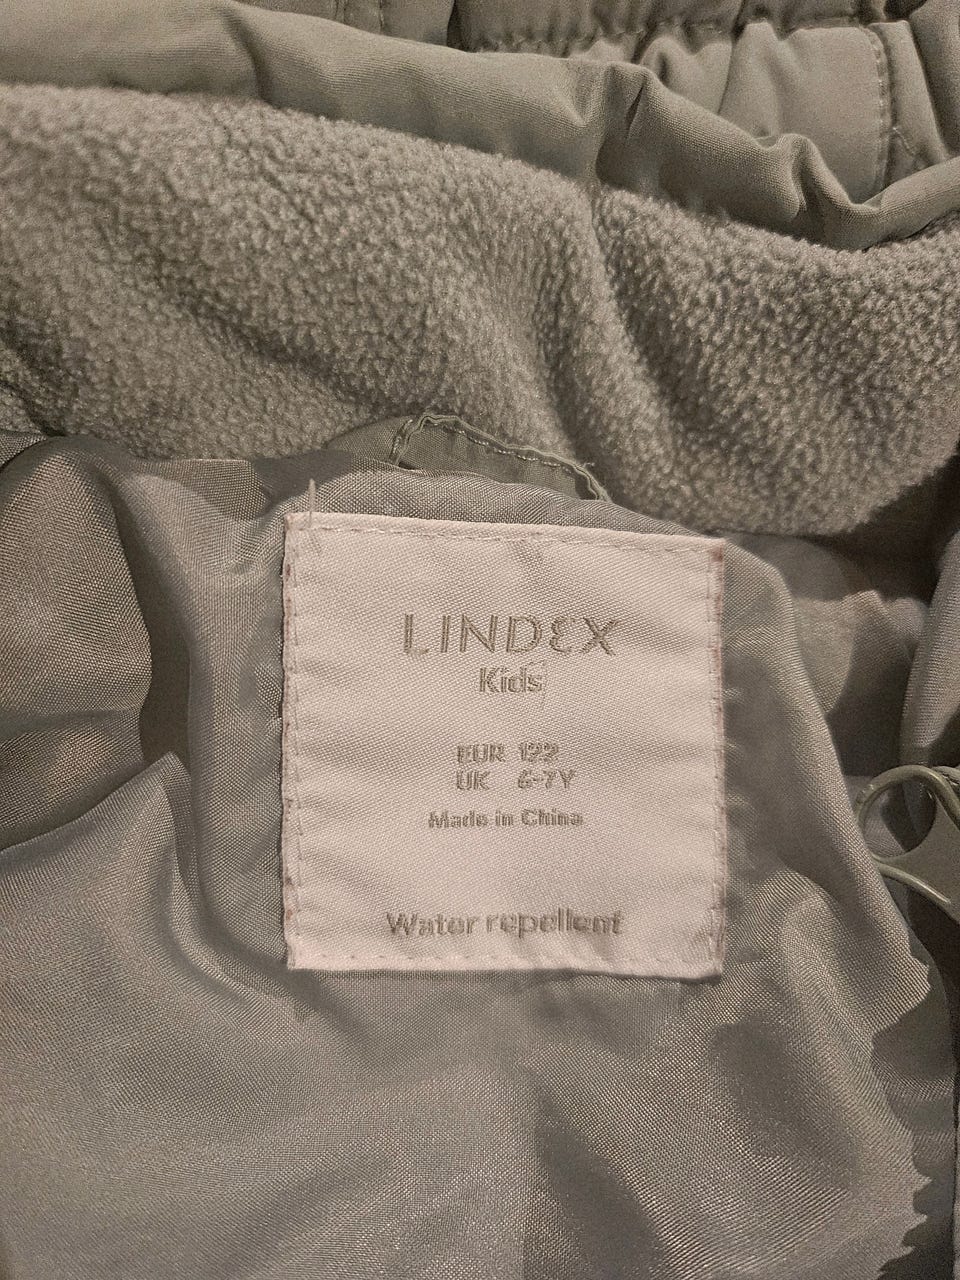 LINDEX
Kids
EUR 122
UK 6-7Y
Made in China
Water repellent